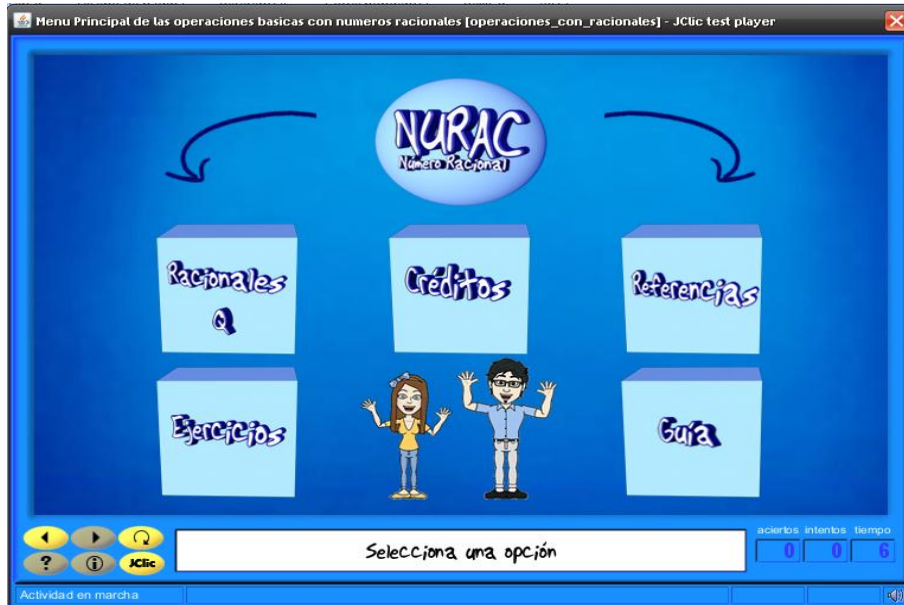 Menu Principal de las operaciones basicas con numeros racionales [operaciones_con_racionales] - JClic test player
NURAC
Número Racional
Racionales
Q
Créditos
Referencias
Ejercicios
Guía
aciertos intentos tiempo
0 0 6
Selecciona una opción
? i JClic
Actividad en marcha